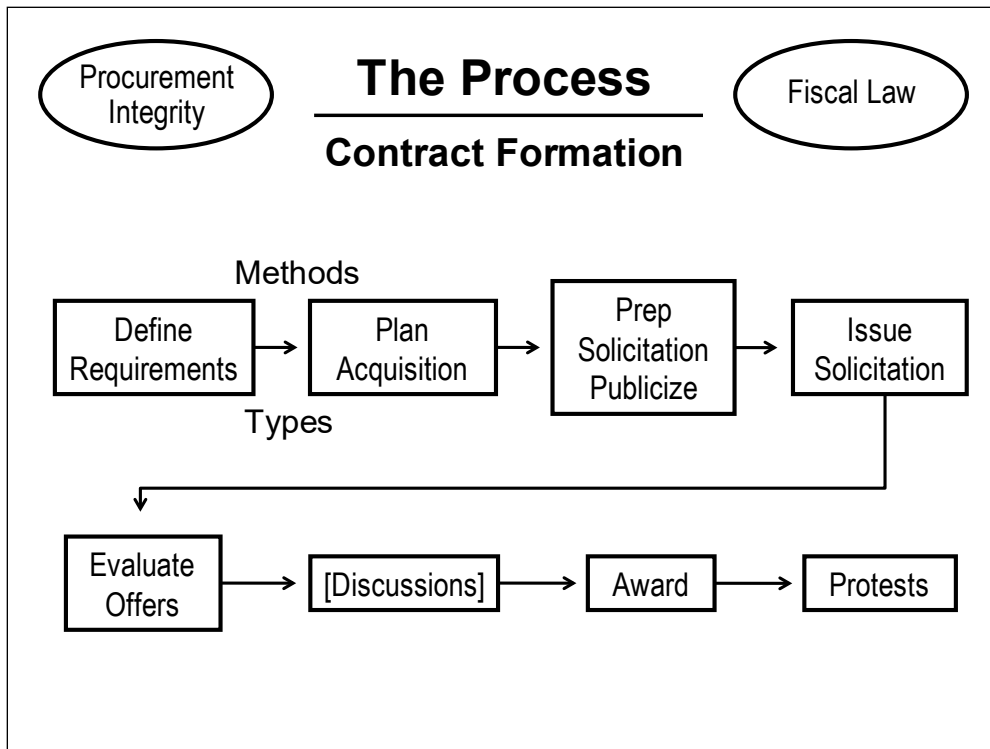 Procurement
Integrity
The Process
Contract Formation
Fiscal Law
Methods
Define
Requirements
Plan
Acquisition
Prep
Solicitation
Publicize
Issue
Solicitation
Types
Evaluate
Offers
[Discussions]
Award
Protests